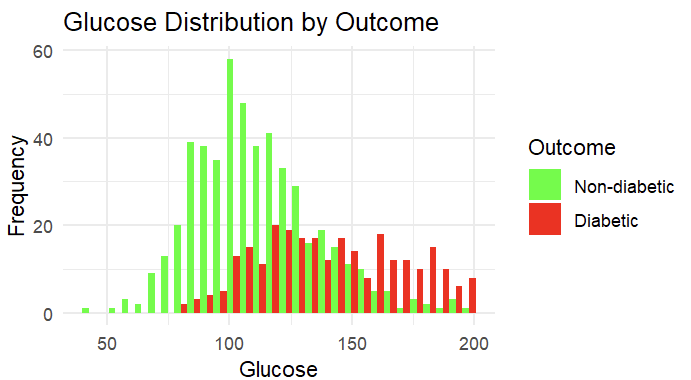 Glucose Distribution by Outcome
60
40
20
0
Frequency
50 100 150 200
Glucose
Outcome
Non-diabetic
Diabetic